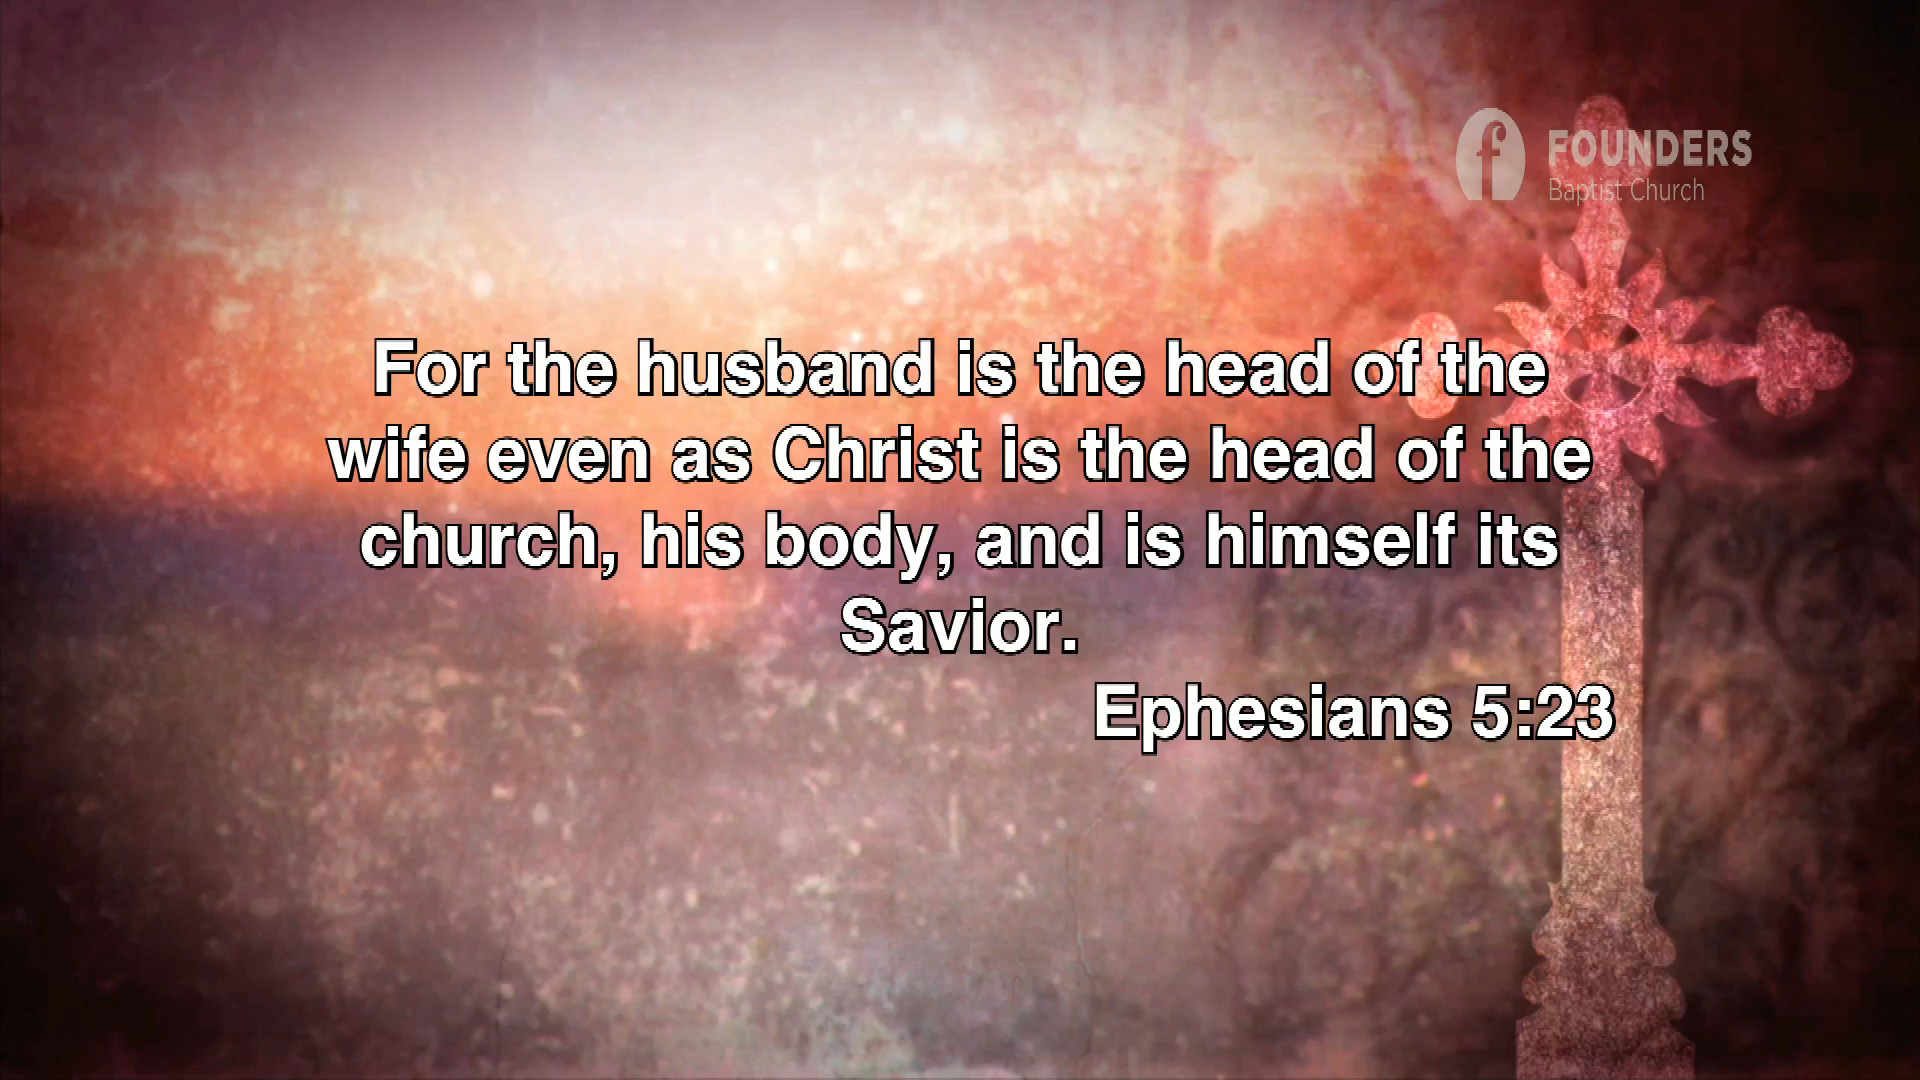 FOUNDERS
Baptist Church
For the husband is the head of the
wife even as Christ is the head of the
church, his body, and is himself its
Savior.
Ephesians 5:23